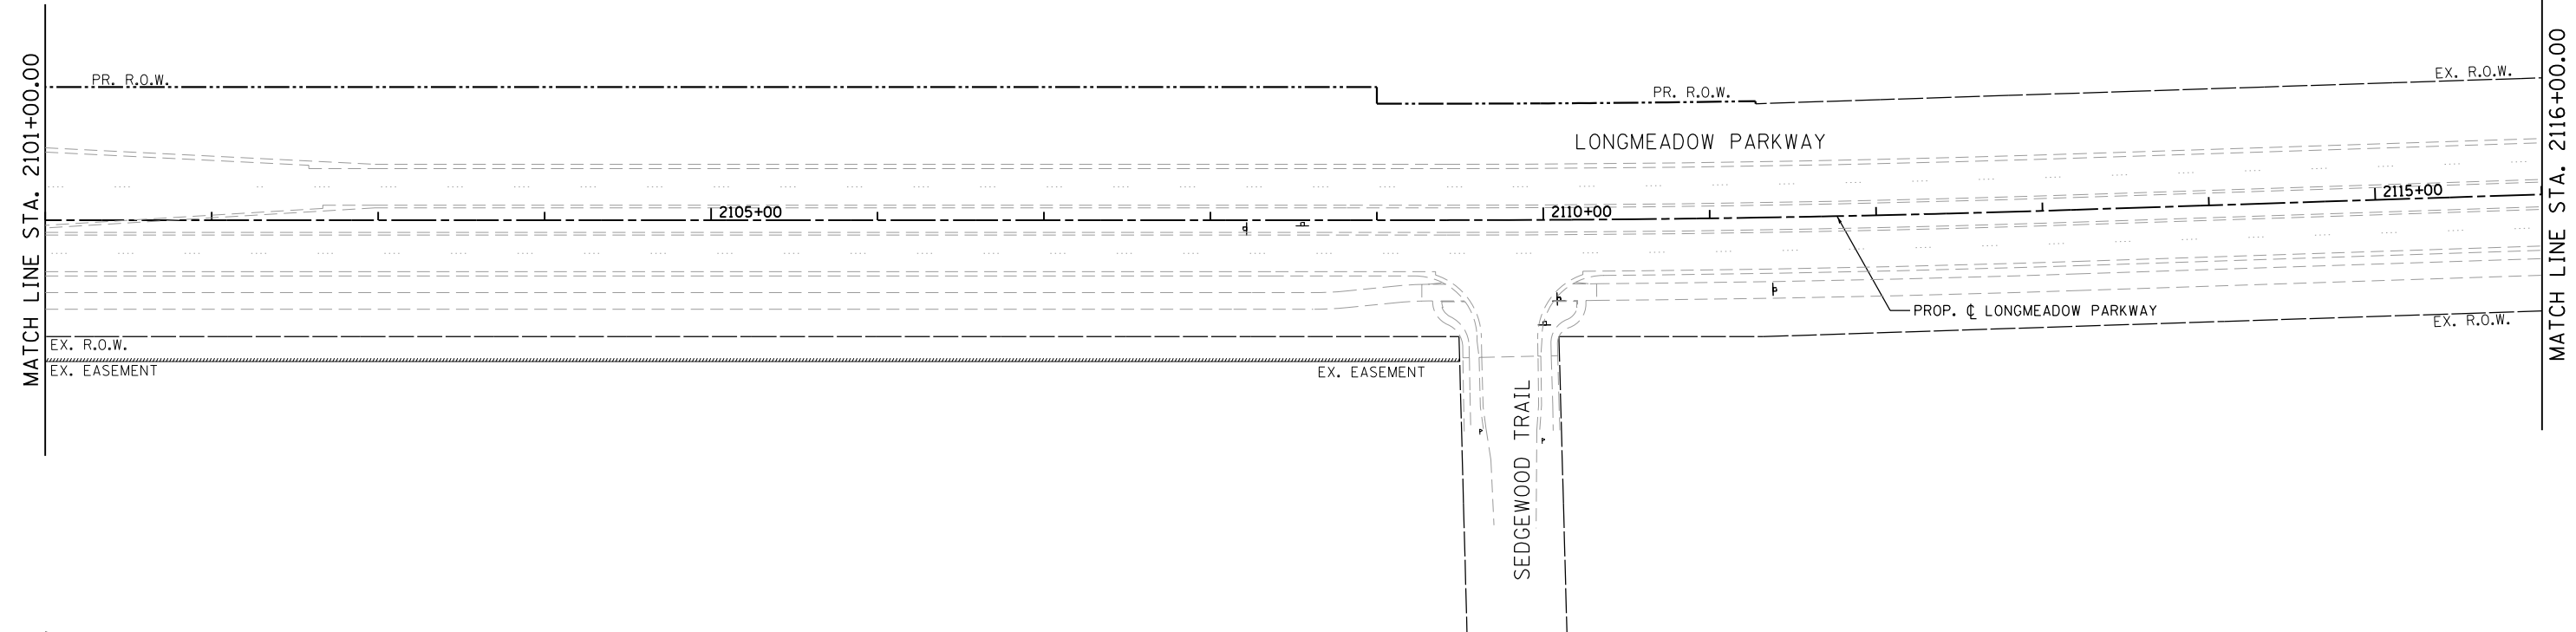 MATCH LINE STA. 2101+00.00
PR. R.O.W.
PR. R.O.W.
EX. R.O.W.
MATCH LINE STA. 2116+00.00
LONGMEADOW PARKWAY
2105+00
2110+00
2115+00
PROP. ℄ LONGMEADOW PARKWAY
EX. R.O.W.
EX. R.O.W.
EX. EASEMENT
EX. EASEMENT
SEDGEWOOD TRAIL